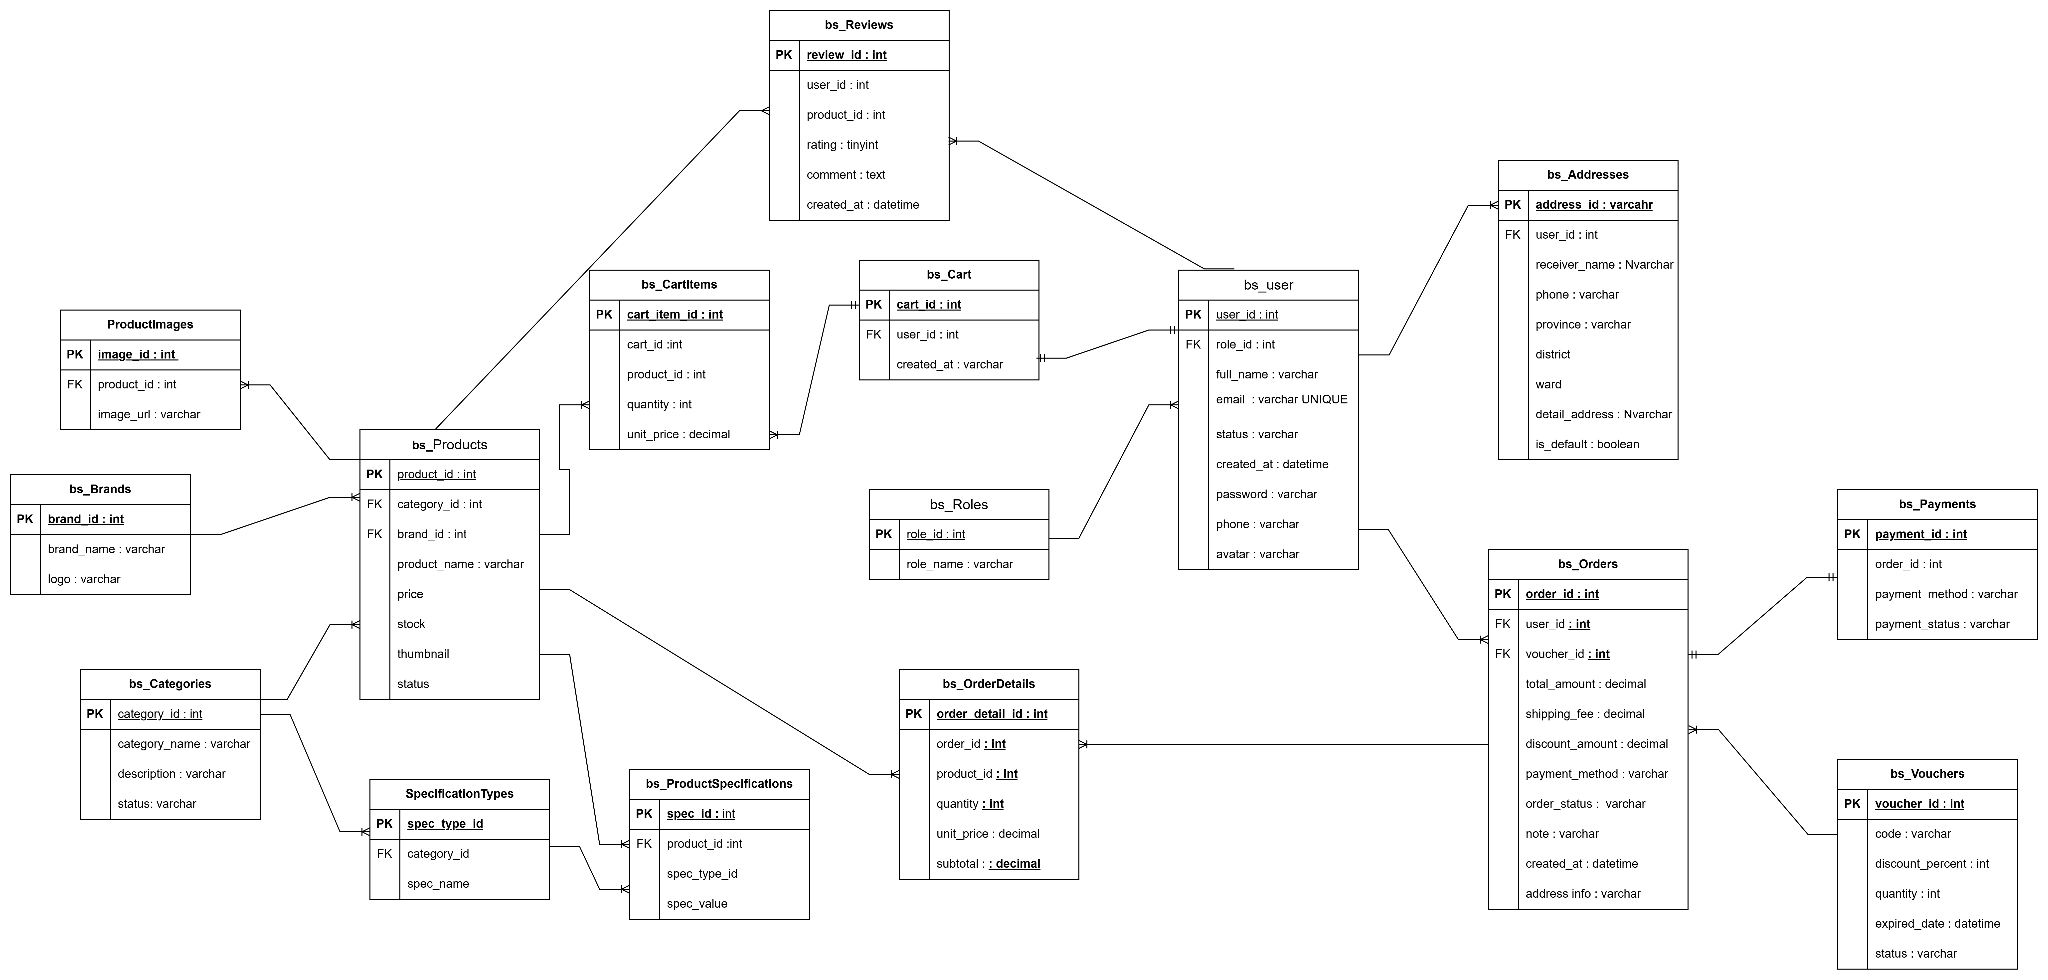 bs_Reviews
PK review_id : int
user_id : int
product_id : int
rating : tinyint
comment : text
created_at : datetime
bs_Addresses
PK address_id : varcahr
FK user_id : int
receiver_name : Nvarchar
phone : varchar
province : varchar
district
ward
detail_address : Nvarchar
is_default : boolean
bs_CartItems
PK cart_item_id : int
cart_id :int
product_id : int
quantity : int
unit_price : decimal
bs_Cart
PK cart_id : int
FK user_id : int
created_at : varchar
bs_user
PK user_id : int
FK role_id : int
full_name : varchar
email : varchar UNIQUE
status : varchar
created_at : datetime
password : varchar
phone : varchar
avatar : varchar
ProductImages
PK image_id : int
FK product_id : int
image_url : varchar
bs_Products
PK product_id : int
FK category_id : int
FK brand_id : int
product_name : varchar
price
stock
thumbnail
status
bs_Brands
PK brand_id : int
brand_name : varchar
logo : varchar
bs_Roles
PK role_id : int
role_name : varchar
bs_Payments
PK payment_id : int
order_id : int
payment_method : varchar
payment_status : varchar
bs_Orders
PK order_id : int
FK user_id : int
FK voucher_id : int
total_amount : decimal
shipping_fee : decimal
discount_amount : decimal
payment_method : varchar
order_status : varchar
note : varchar
created_at : datetime
address info : varchar
bs_Categories
PK category_id : int
category_name : varchar
description : varchar
status: varchar
SpecificationTypes
PK spec_type_id
FK category_id
spec_name
bs_ProductSpecifications
PK spec_id : int
FK product_id :int
spec_type_id
spec_value
bs_OrderDetails
PK order_detail_id : int
order_id : int
product_id : int
quantity : int
unit_price : decimal
subtotal : : decimal
bs_Vouchers
PK voucher_id : int
code : varchar
discount_percent : int
quantity : int
expired_date : datetime
status : varchar